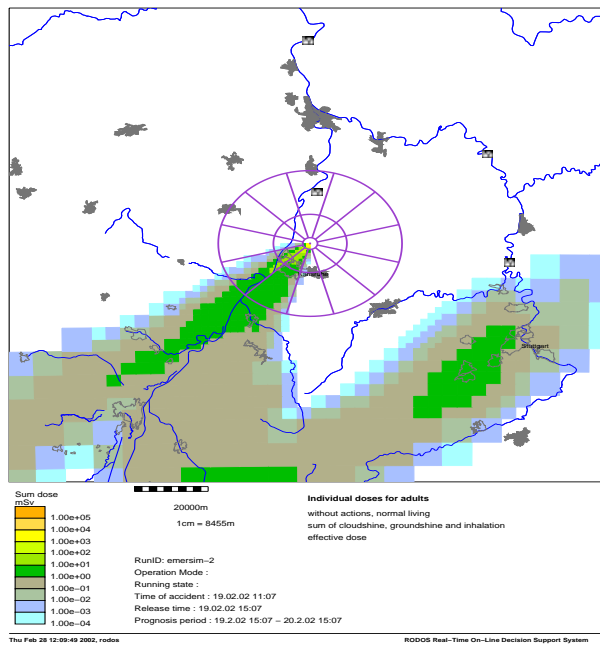 Karlsruhe
Stuttgart
Sum dose
mSv
1.00e+05
1.00e+04
1.00e+03
1.00e+02
1.00e+01
1.00e+00
1.00e−01
1.00e−02
1.00e−03
1.00e−04
20000m
1cm = 8455m
RunID: emersim−2
Operation Mode :
Running state :
Time of accident : 19.02.02 11:07
Release time : 19.02.02 15:07
Prognosis period : 19.2.02 15:07 − 20.2.02 15:07
Individual doses for adults
without actions, normal living
sum of cloudshine, groundshine and inhalation
effective dose
Thu Feb 28 12:09:49 2002, rodos
RODOS Real−Time On−Line Decision Support System